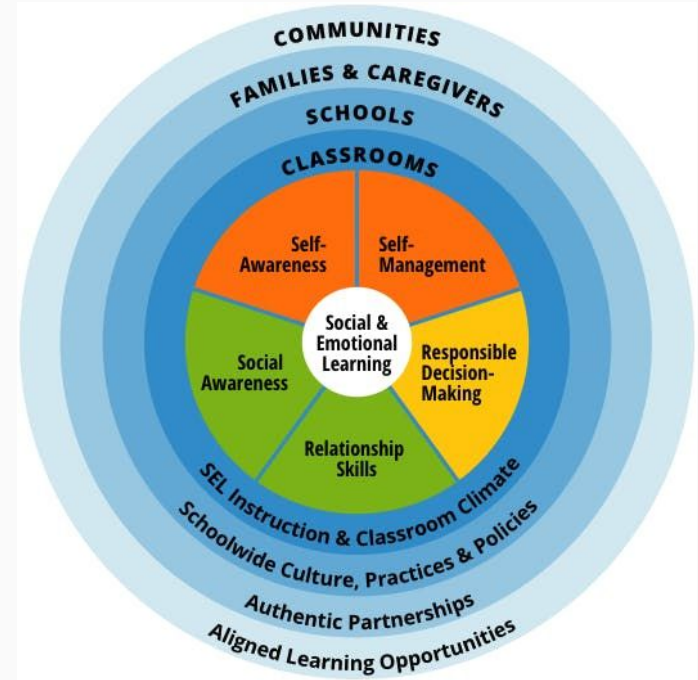 COMMUNITIES
FAMILIES & CAREGIVERS
SCHOOLS
CLASSROOMS
Self-
Awareness
Self-
Management
Social &
Emotional
Learning
Social
Awareness
Responsible
Decision-
Making
Relationship
Skills
SEL Instruction & Classroom Climate
Schoolwide Culture, Practices & Policies
Authentic Partnerships
Aligned Learning Opportunities